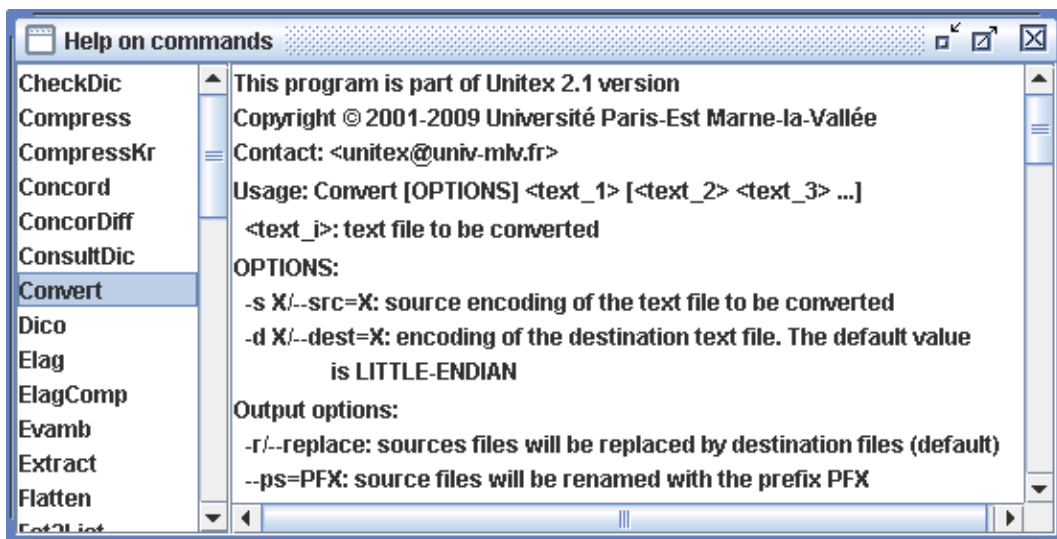 Help on commands
CheckDic
Compress
CompressKr
Concord
ConcorDiff
ConsultDic
Convert
Dico
Elag
ElagComp
Evamb
Extract
Flatten
This program is part of Unitex 2.1 version
Copyright © 2001-2009 Université Paris-Est Marne-la-Vallée
Contact: <unitex@univ-mlv.fr>
Usage: Convert [OPTIONS] <text_1> [<text_2> <text_3> ...]
<text_i>: text file to be converted
OPTIONS:
-s X/--src=X: source encoding of the text file to be converted
-d X/--dest=X: encoding of the destination text file. The default value
is LITTLE-ENDIAN
Output options:
-r/--replace: sources files will be replaced by destination files (default)
--ps=PFX: source files will be renamed with the prefix PFX